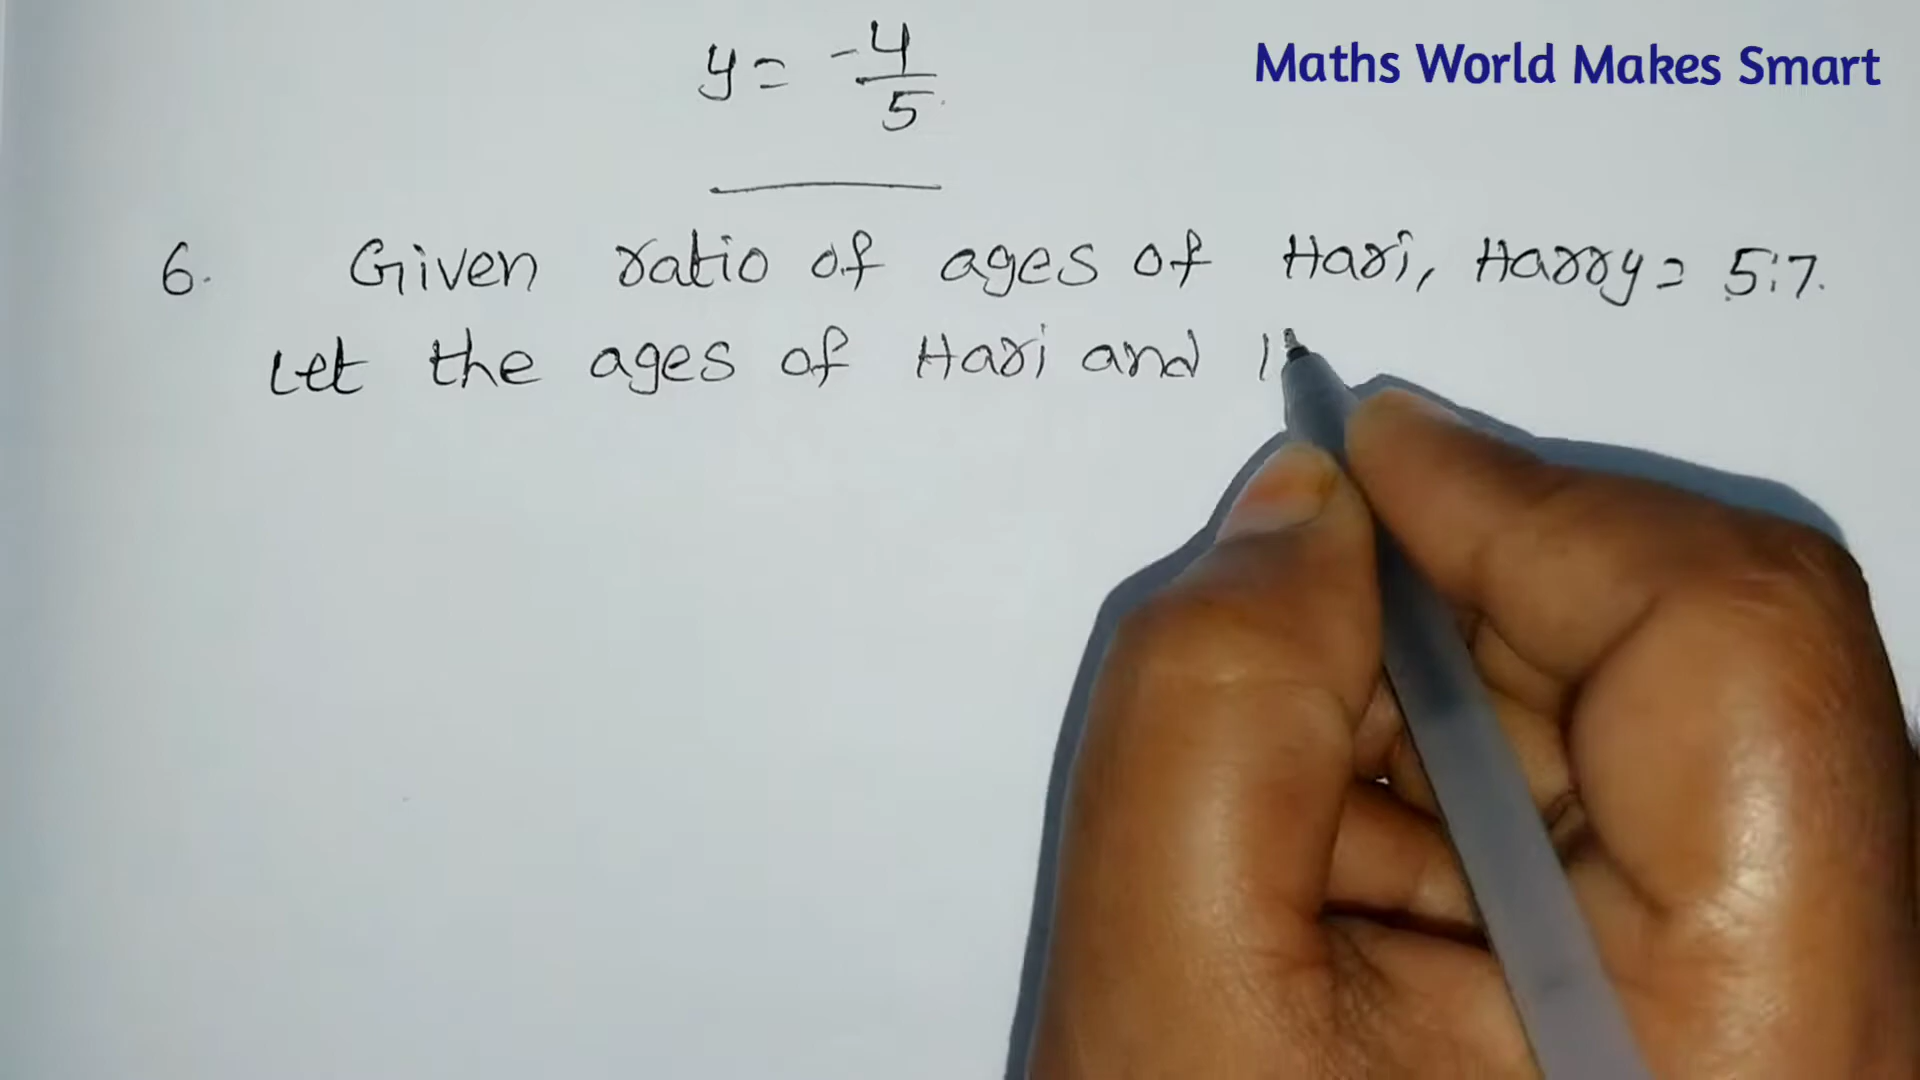 y = -4/5
Maths World Makes Smart
6. Given ratio of ages of Hari, Harry = 5:7.
Let the ages of Hari and